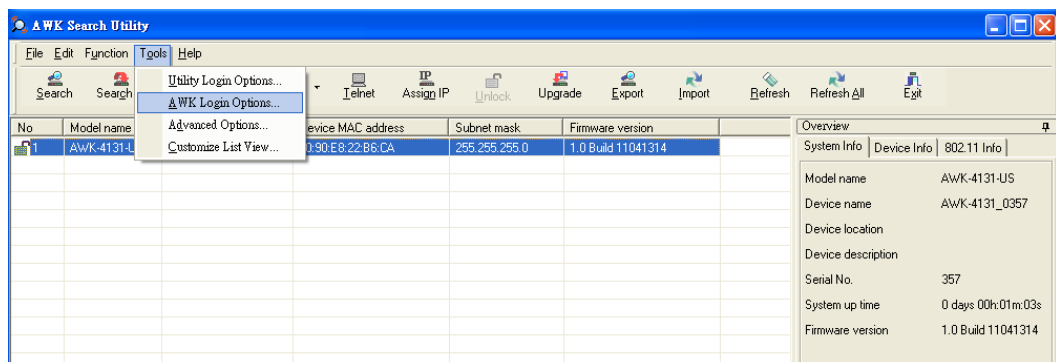 AWK Search Utility
File Edit Function Tools Help
Search Search Telnet Assign IP Unlock Upgrade Export Import Refresh Refresh All Exit
IP
Utility Login Options...
AWK Login Options...
Advanced Options...
Customize List View...
No Model name evice MAC address Subnet mask Firmware version
1 AWK-4131-U 0:90:E8:22:B6:CA 255.255.255.0 1.0 Build 11041314
Overview
System Info Device Info 802.11 Info
Model name AWK-4131-US
Device name AWK-4131_0357
Device location
Device description
Serial No. 357
System up time 0 days 00h:01m:03s
Firmware version 1.0 Build 11041314